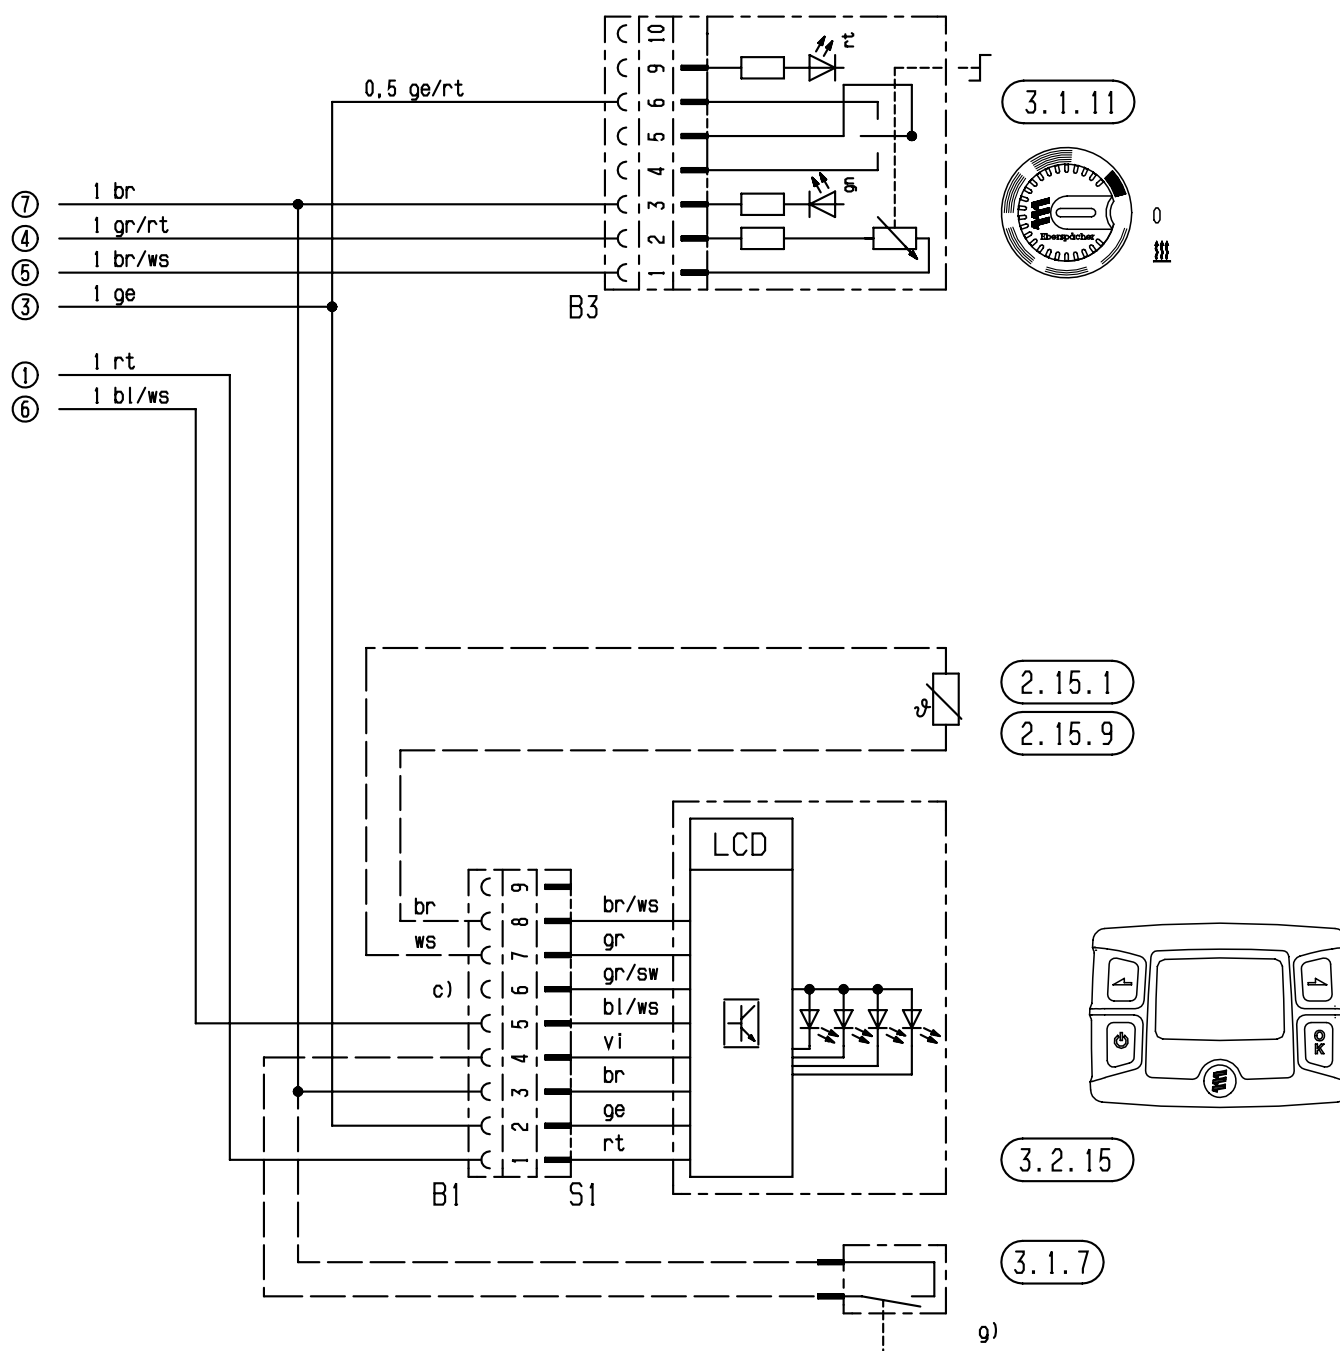 10
rt
9
0,5 ge/rt
6
3.1.11
5
4
gn
7
1 br
3
0
4
1 gr/rt
2
Eberspächer
5
1 br/ws
1
3
1 ge
B3
1
1 rt
6
1 bl/ws
2.15.1
ϑ
2.15.9
LCD
9
br
8
br/ws
ws
7
gr
c)
6
gr/sw
5
bl/ws
4
vi
OK
3
br
2
ge
1
rt
3.2.15
B1
S1
3.1.7
g)